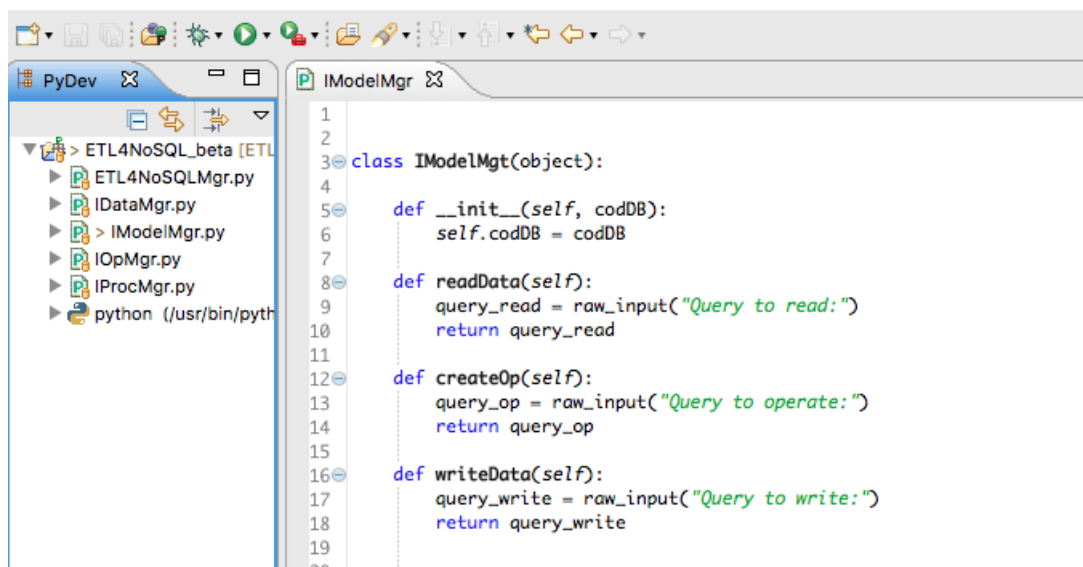 PyDev
IModelMgr
> ETL4NoSQL_beta [ETL
ETL4NoSQLMgr.py
IDataMgr.py
> IModelMgr.py
IOpMgr.py
IProcMgr.py
python (/usr/bin/pyth
1
2
3 class IModelMgt(object):
4
5 def __init__(self, codDB):
6 self.codDB = codDB
7
8 def readData(self):
9 query_read = raw_input("Query to read:")
10 return query_read
11
12 def createOp(self):
13 query_op = raw_input("Query to operate:")
14 return query_op
15
16 def writeData(self):
17 query_write = raw_input("Query to write:")
18 return query_write
19